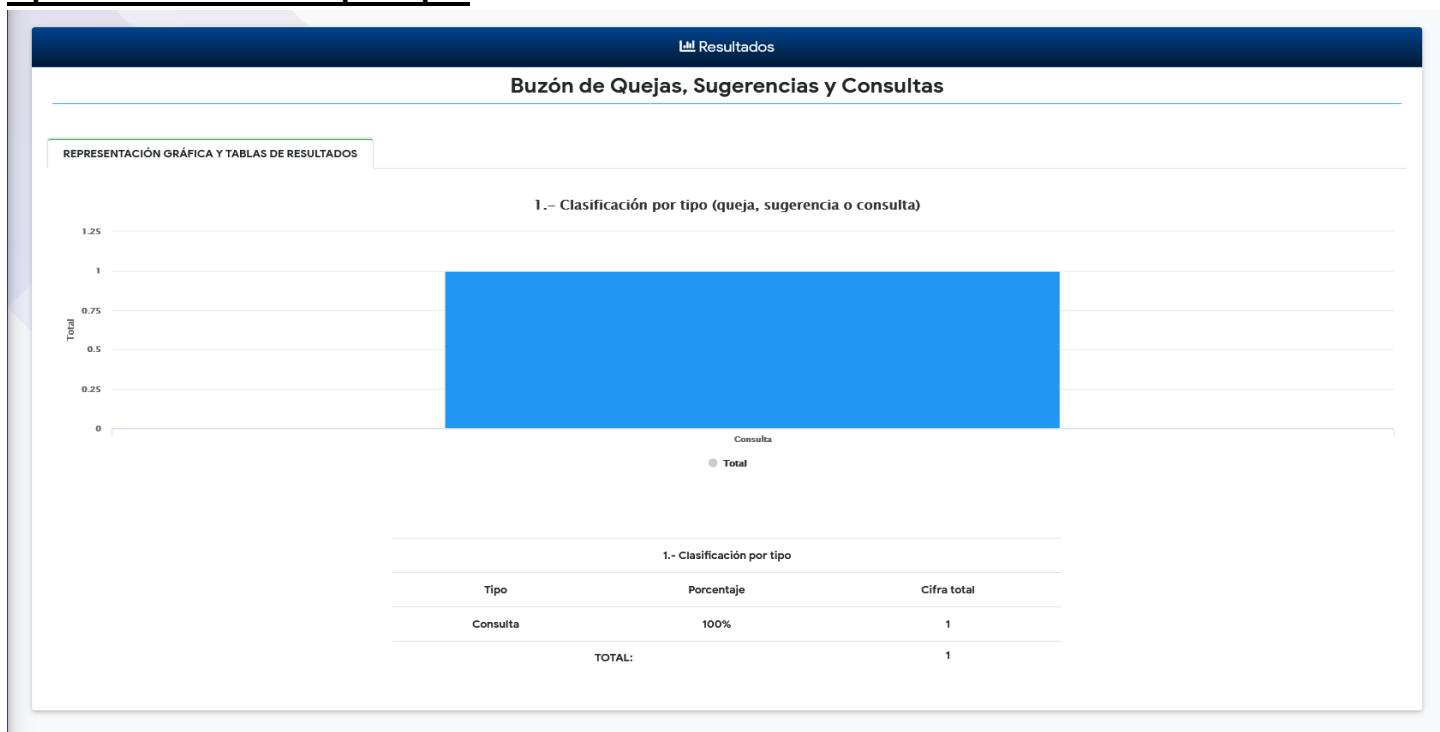 Resultados
Buzón de Quejas, Sugerencias y Consultas
REPRESENTACIÓN GRÁFICA Y TABLAS DE RESULTADOS
1.– Clasificación por tipo (queja, sugerencia o consulta)
1.25
1
0.75
0.5
0.25
0
Total
Consulta
Total
1.- Clasificación por tipo
Tipo Porcentaje Cifra total
Consulta 100% 1
TOTAL: 1